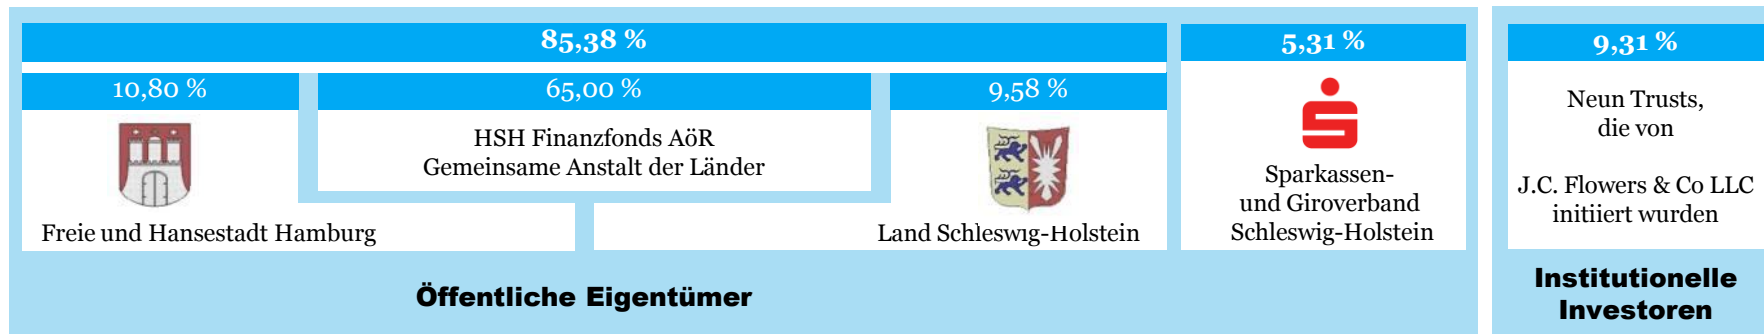 85,38 %
5,31 %
9,31 %
10,80 %
65,00 %
9,58 %
HSH Finanzfonds AöR
Gemeinsame Anstalt der Länder
Freie und Hansestadt Hamburg
Land Schleswig-Holstein
Sparkassen-
und Giroverband
Schleswig-Holstein
Neun Trusts,
die von
J.C. Flowers & Co LLC
initiiert wurden
Öffentliche Eigentümer
Institutionelle
Investoren